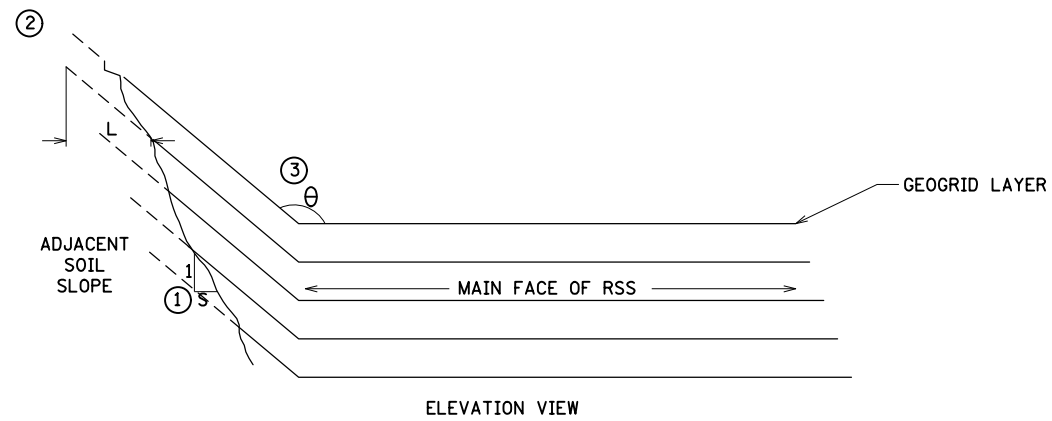 2
L
3
θ
GEOGRID LAYER
ADJACENT
SOIL
SLOPE
1
1 S
MAIN FACE OF RSS
ELEVATION VIEW